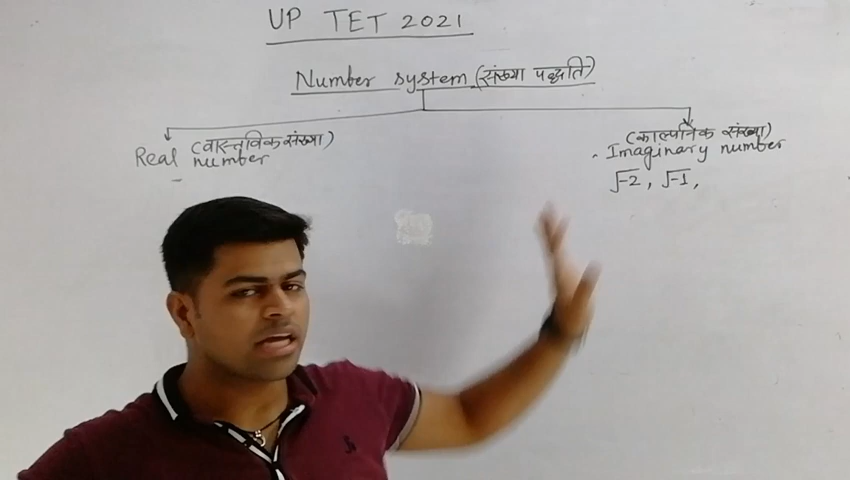 UP TET 2021
Number system (संख्या पद्धति)
(वास्तविक संख्या)
Real number
(काल्पनिक संख्या)
Imaginary number
√-2, √-1,